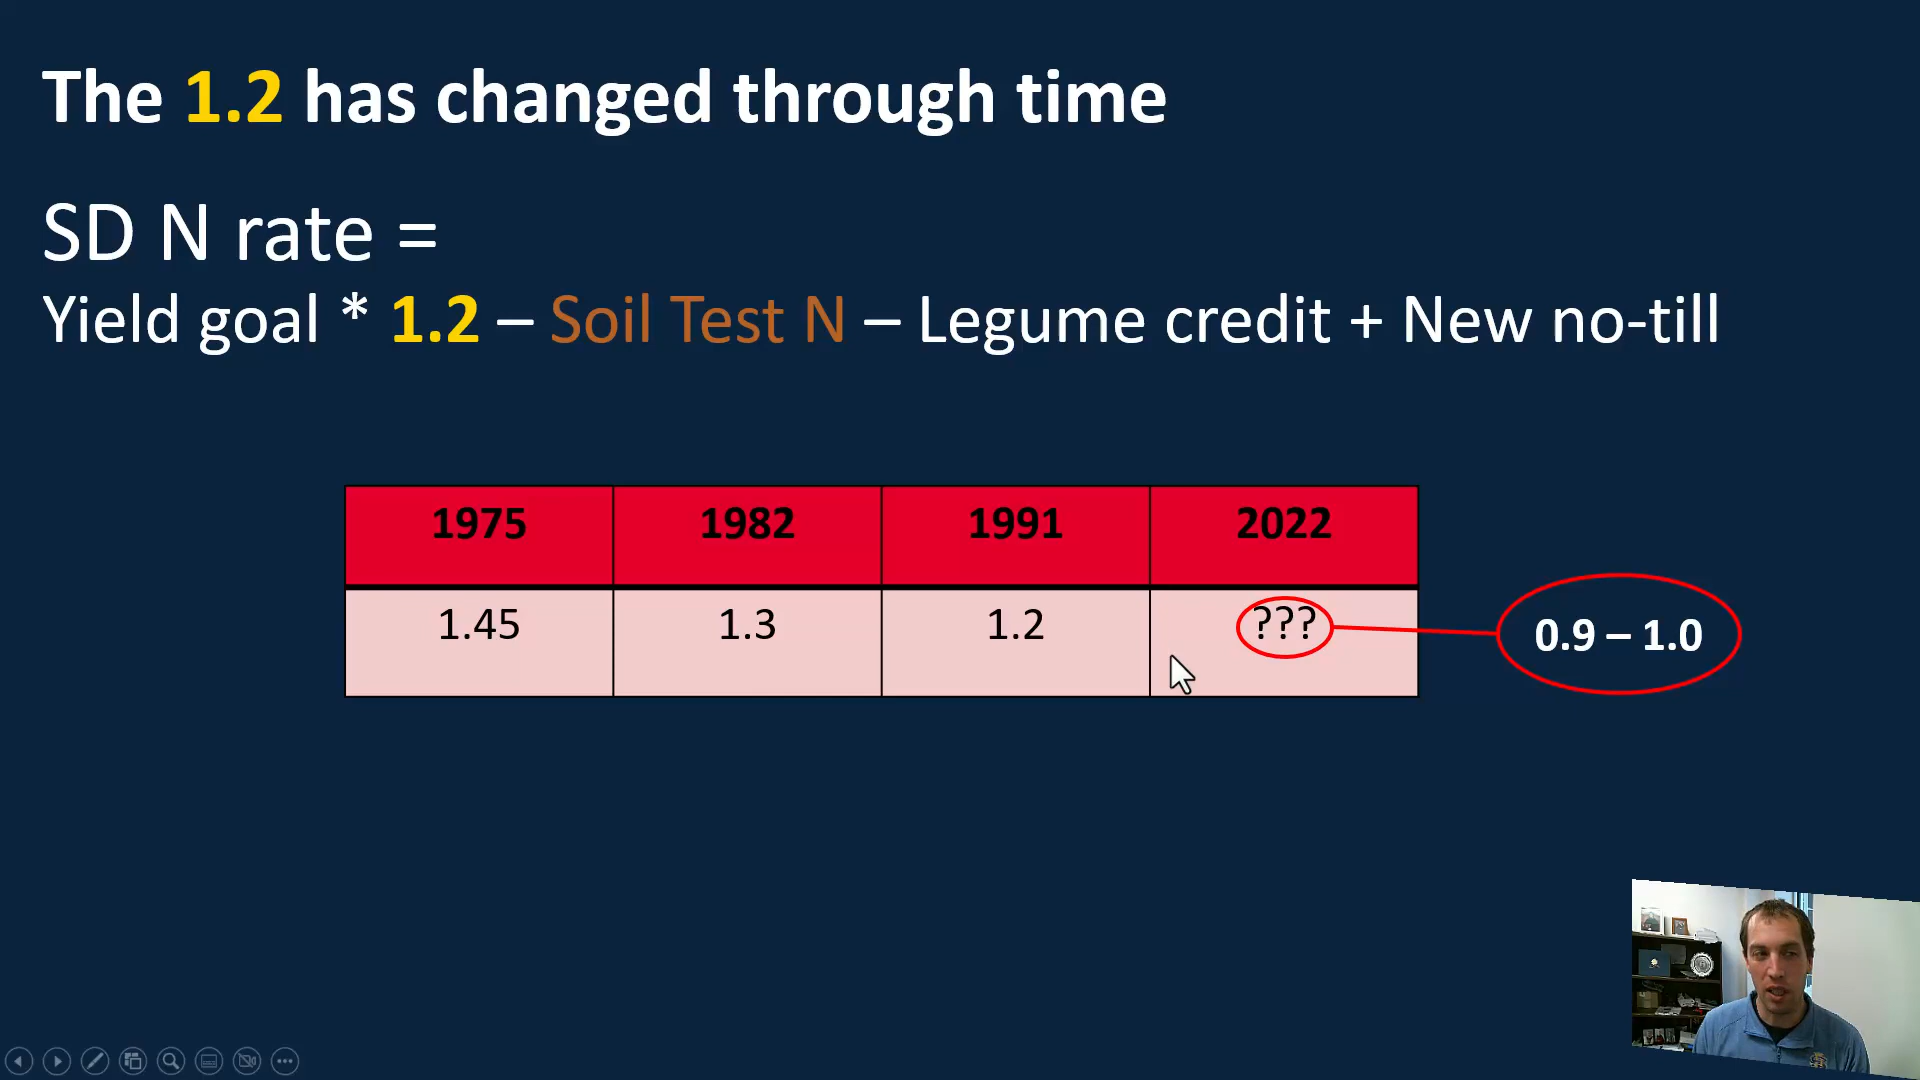 The 1.2 has changed through time
SD N rate =
Yield goal * 1.2 – Soil Test N – Legume credit + New no-till
1975 1982 1991 2022
1.45 1.3 1.2 ???
0.9 – 1.0